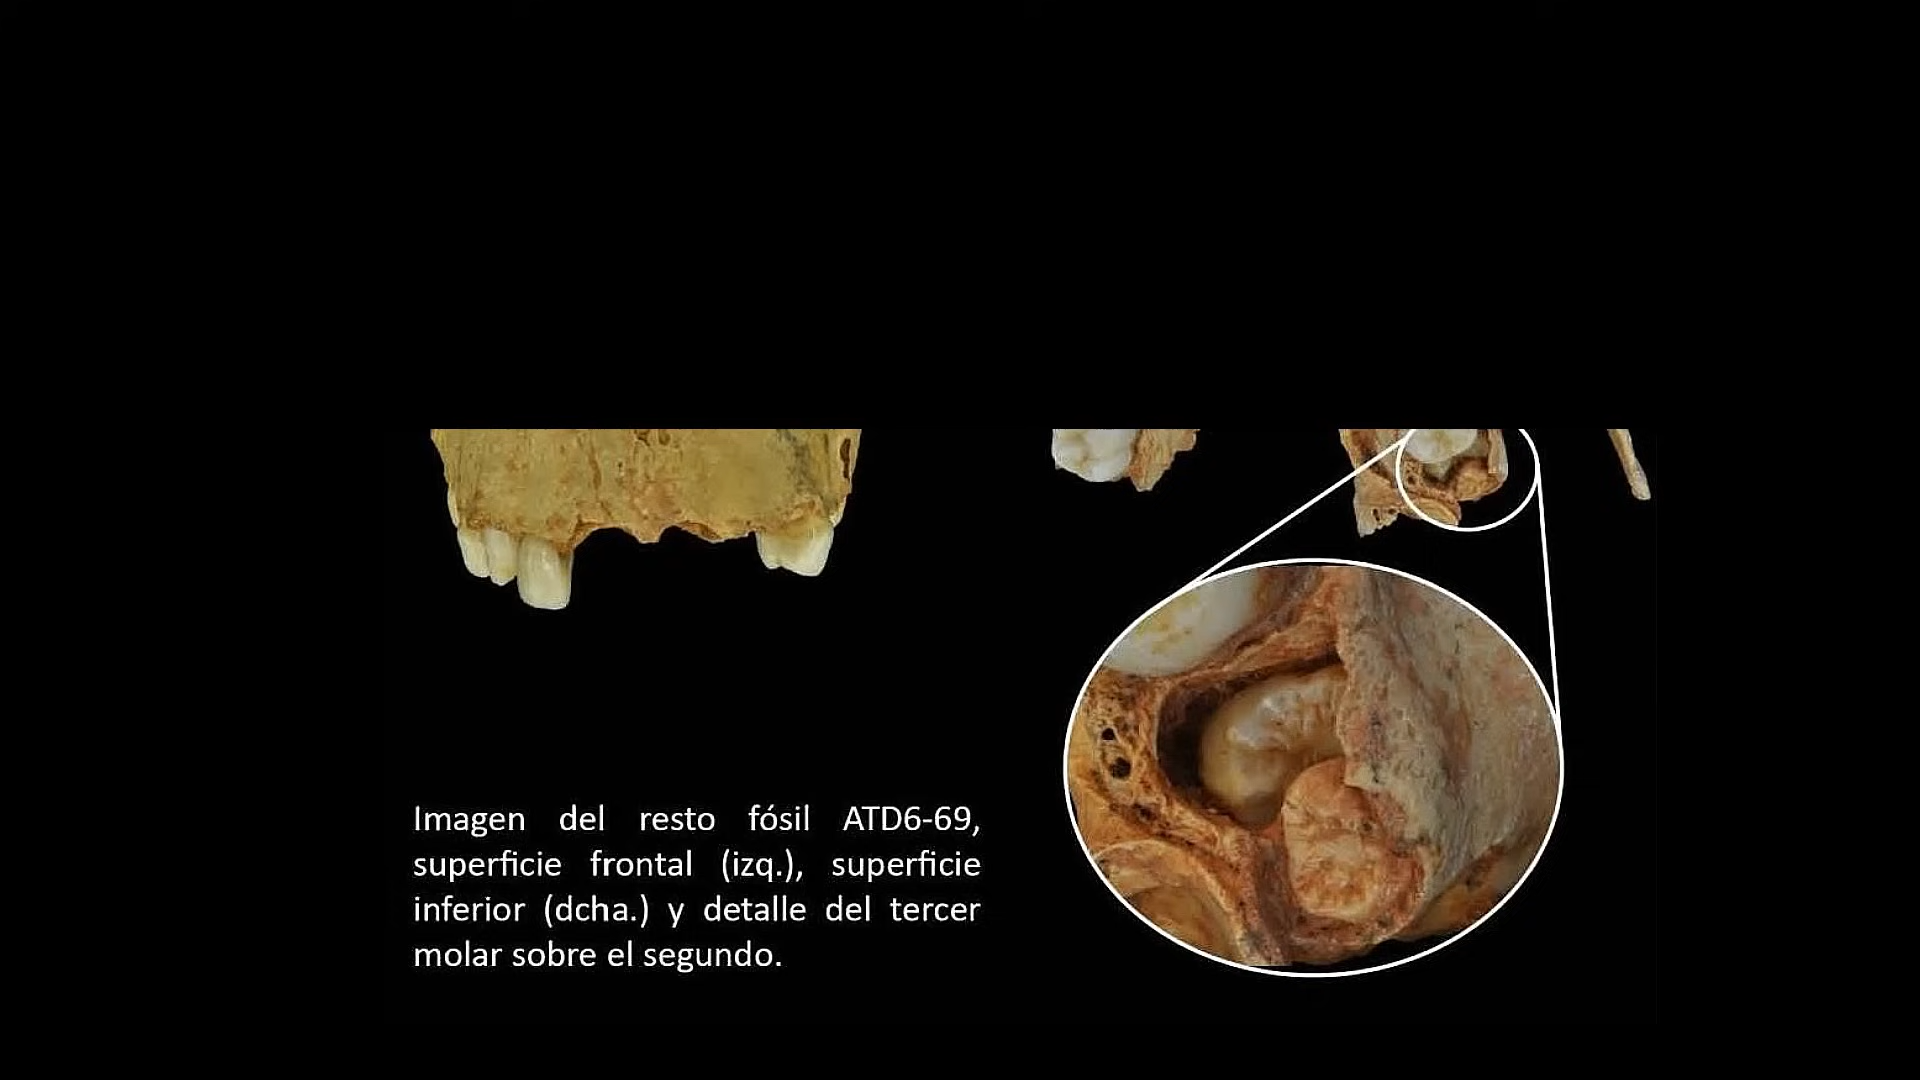 Imagen del resto fósil ATD6-69,
superficie frontal (izq.), superficie
inferior (dcha.) y detalle del tercer
molar sobre el segundo.